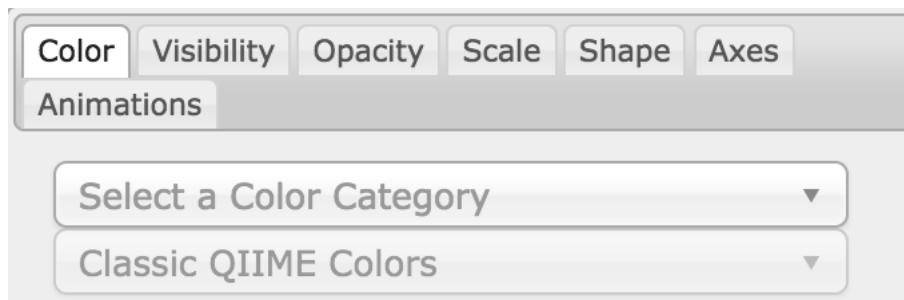 Color Visibility Opacity Scale Shape Axes
Animations
Select a Color Category
Classic QIIME Colors